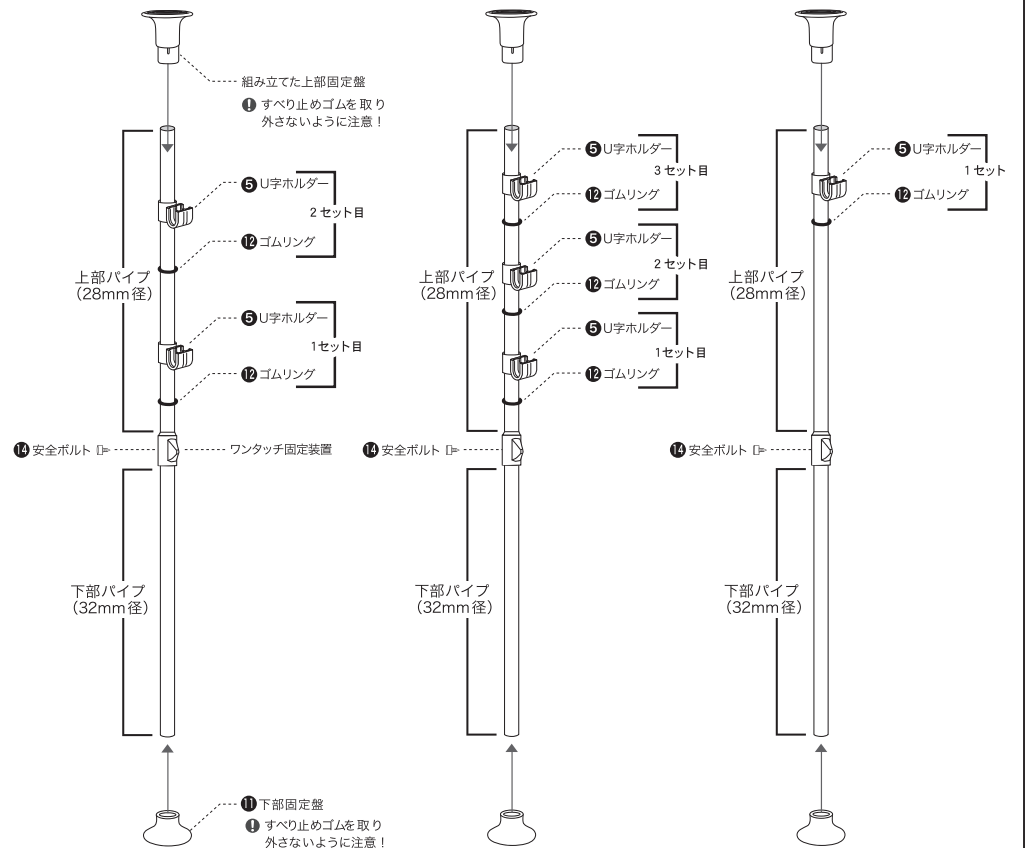 組み立てた上部固定盤
! すべり止めゴムを取り
外さないように注意！
5 U字ホルダー
2セット目
12 ゴムリング
上部パイプ
（28mm径）
5 U字ホルダー
1セット目
12 ゴムリング
14 安全ボルト
ワンタッチ固定装置
下部パイプ
（32mm径）
11 下部固定盤
! すべり止めゴムを取り
外さないように注意！
5 U字ホルダー
3セット目
12 ゴムリング
5 U字ホルダー
2セット目
上部パイプ
（28mm径）
12 ゴムリング
5 U字ホルダー
1セット目
12 ゴムリング
14 安全ボルト
下部パイプ
（32mm径）
5 U字ホルダー
1セット
12 ゴムリング
上部パイプ
（28mm径）
14 安全ボルト
下部パイプ
（32mm径）